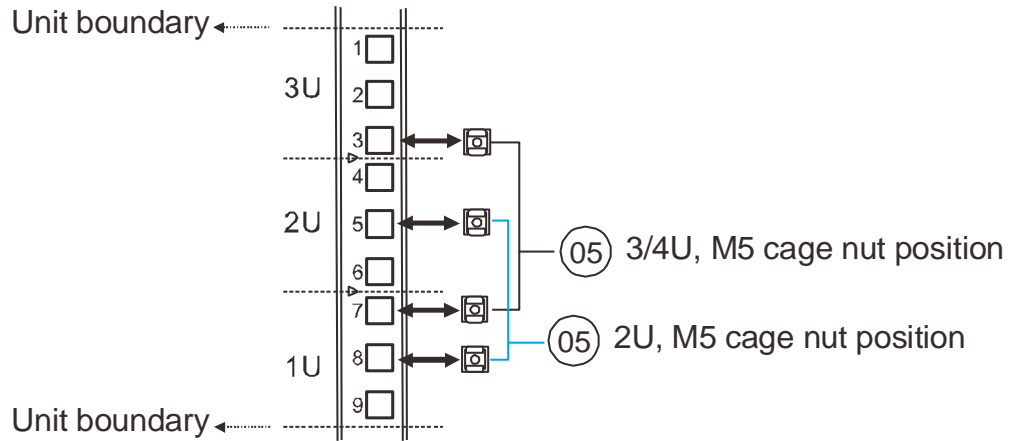 Unit boundary
1
3U
2
3
4
2U
5
05 3/4U, M5 cage nut position
6
7
05 2U, M5 cage nut position
1U
8
9
Unit boundary